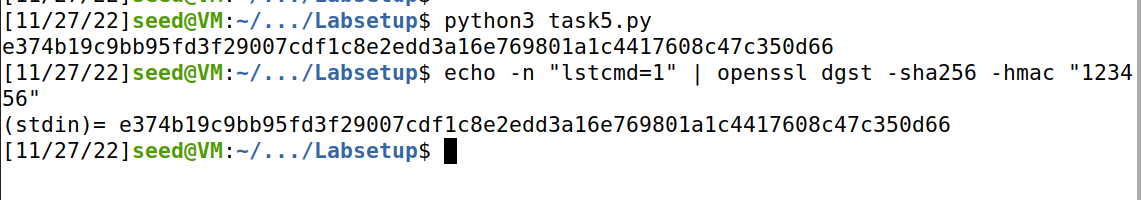 [11/27/22]seed@VM:~/.../Labsetup$ python3 task5.py
e374b19c9bb95fd3f29007cdf1c8e2edd3a16e769801a1c4417608c47c350d66
[11/27/22]seed@VM:~/.../Labsetup$ echo -n "lstcmd=1" | openssl dgst -sha256 -hmac "1234
56"
(stdin)= e374b19c9bb95fd3f29007cdf1c8e2edd3a16e769801a1c4417608c47c350d66
[11/27/22]seed@VM:~/.../Labsetup$